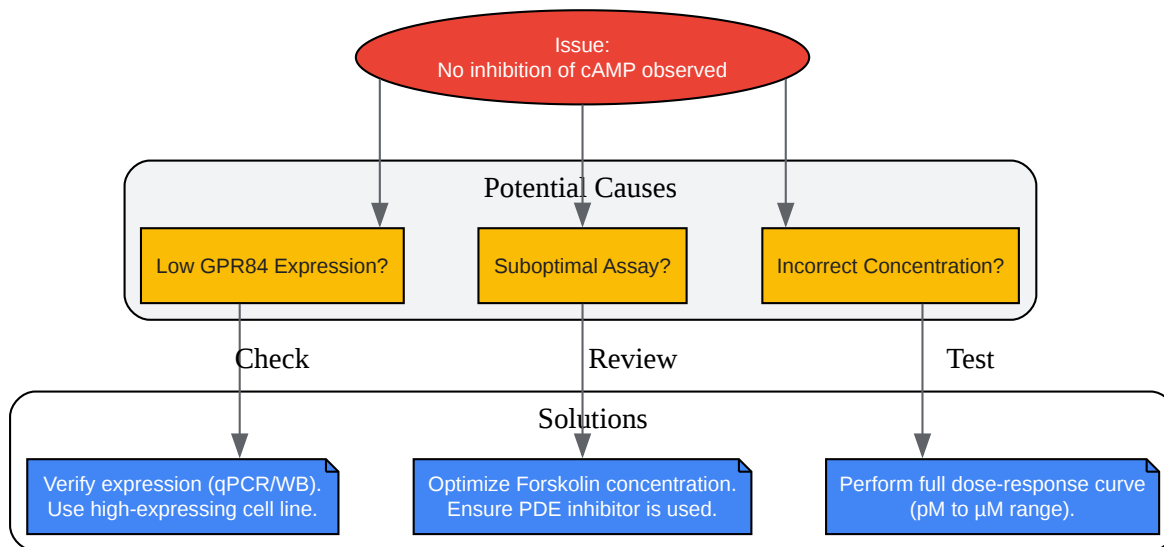 Issue:
No inhibition of cAMP observed
Potential Causes
Low GPR84 Expression?
Suboptimal Assay?
Incorrect Concentration?
Check
Review
Test
Solutions
Verify expression (qPCR/WB).
Use high-expressing cell line.
Optimize Forskolin concentration.
Ensure PDE inhibitor is used.
Perform full dose-response curve
(pM to µM range).